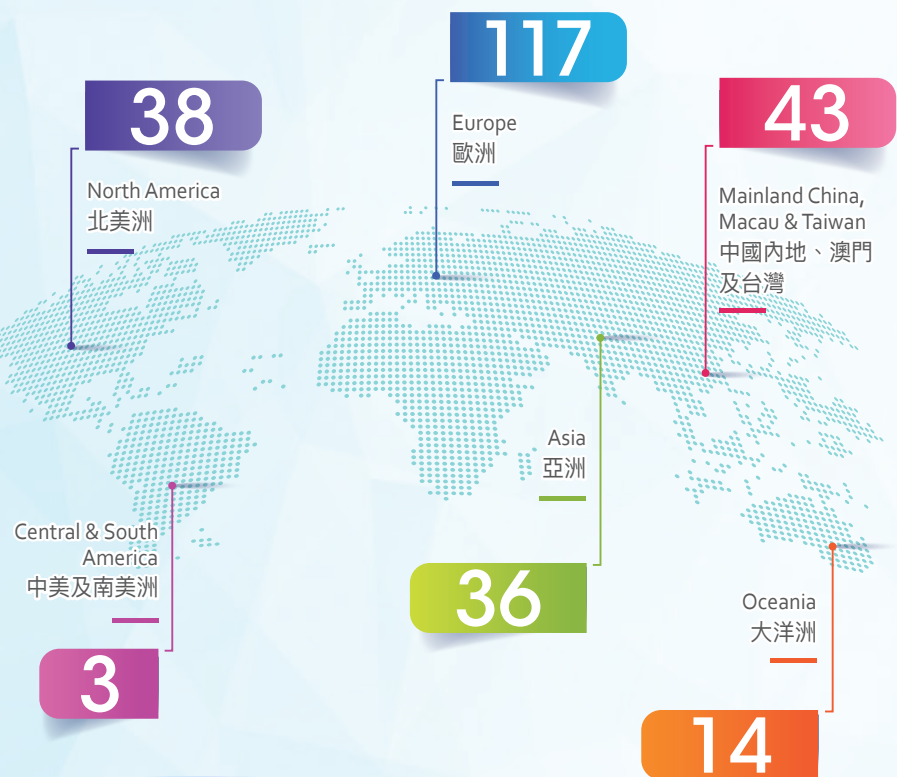 117
Europe
歐洲
38
North America
北美洲
43
Mainland China,
Macau & Taiwan
中國內地、澳門
及台灣
Asia
亞洲
36
Central & South
America
中美及南美洲
3
Oceania
大洋洲
14